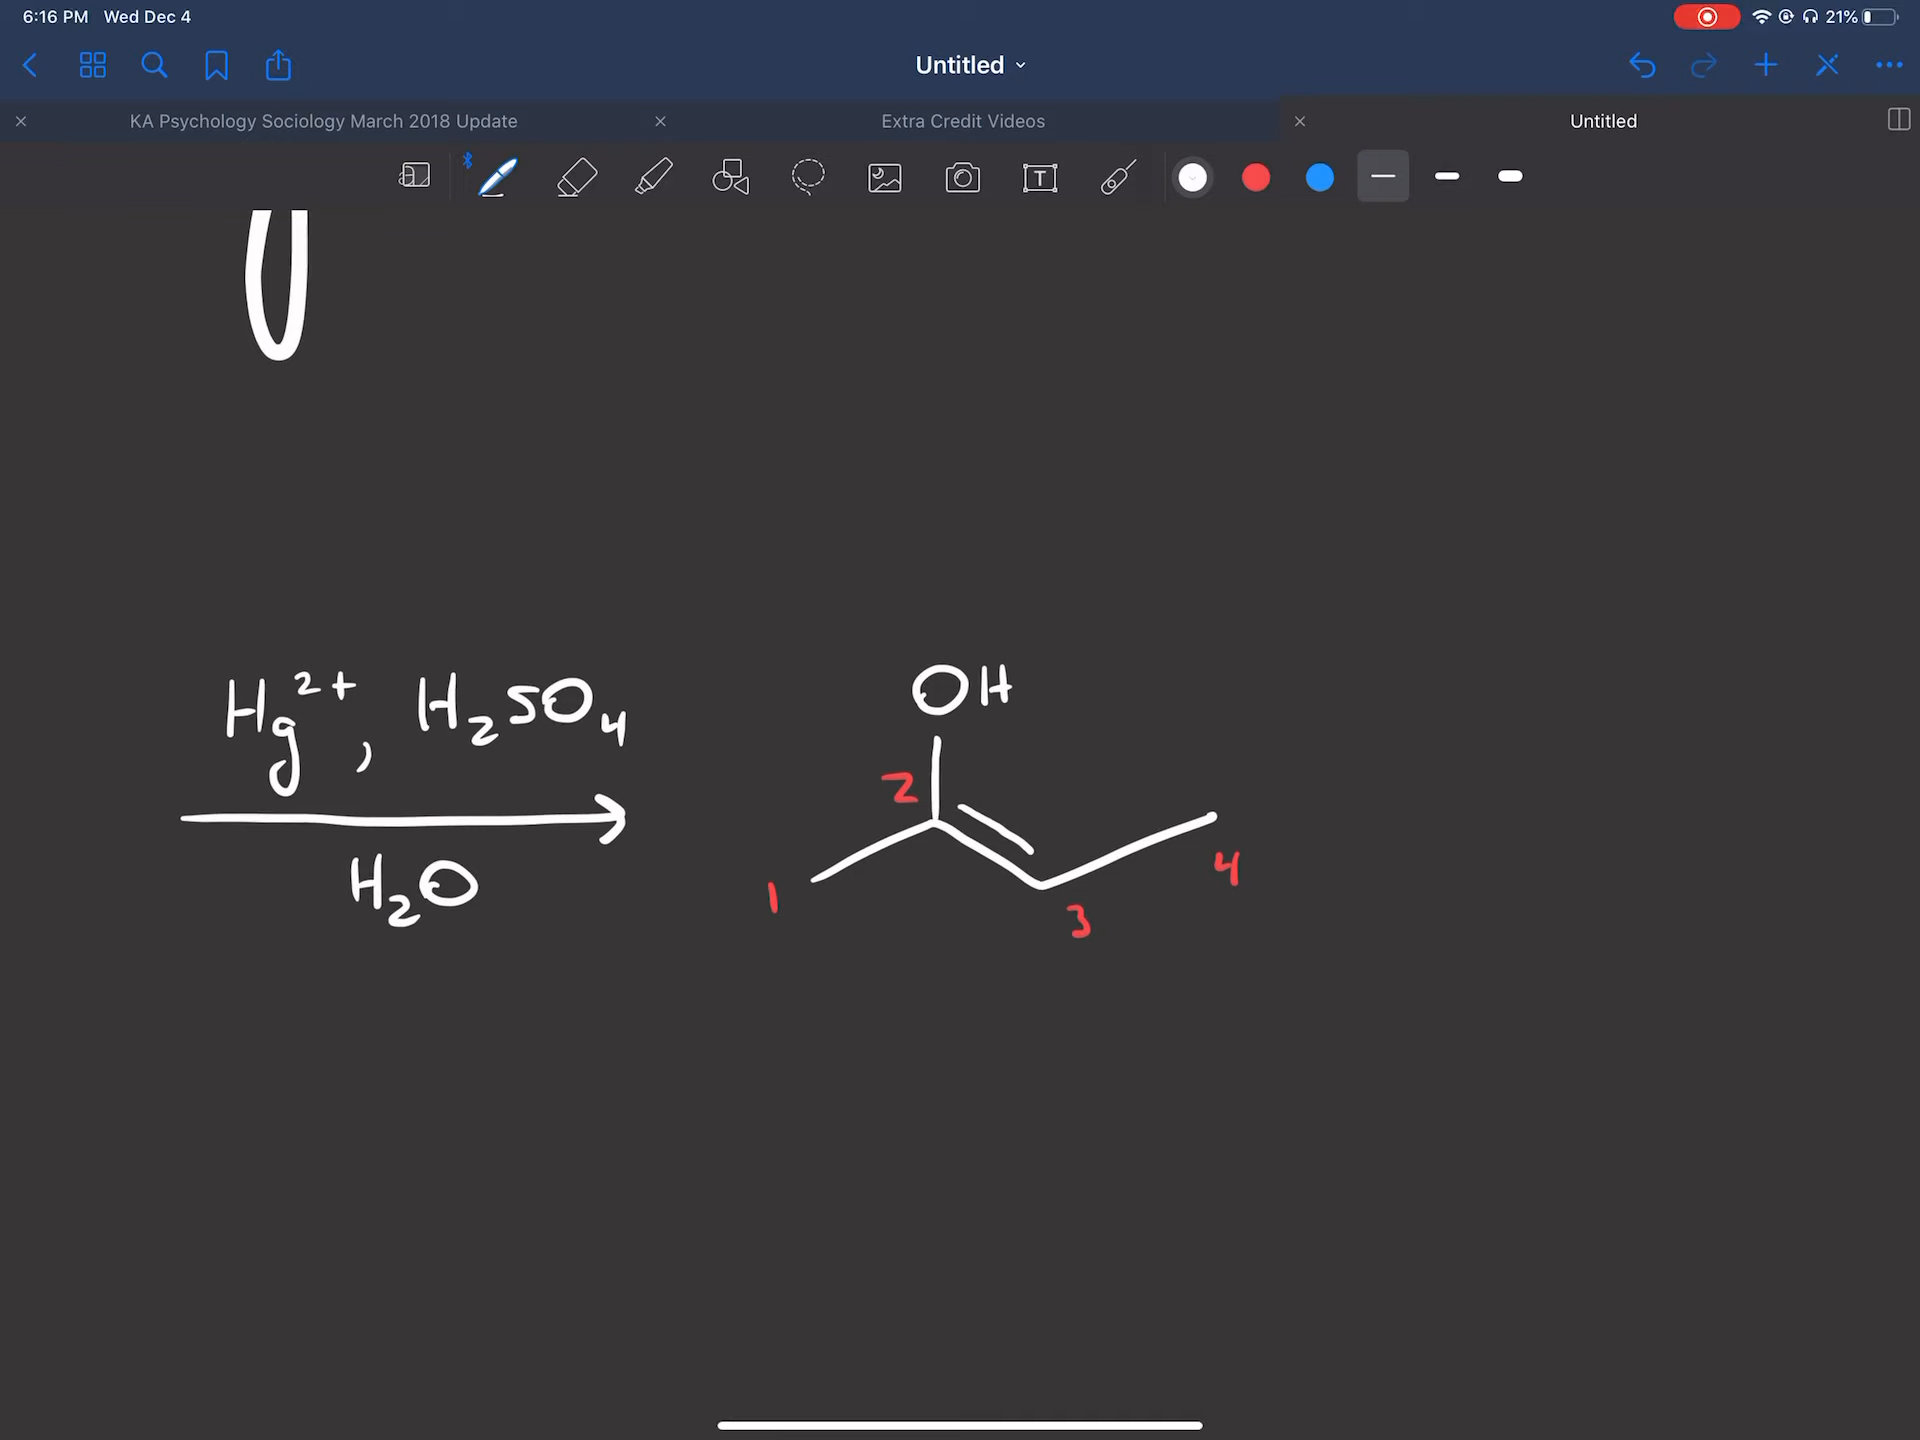 6:16 PM Wed Dec 4
21%
Untitled
KA Psychology Sociology March 2018 Update
Extra Credit Videos
Untitled
T
Hg²⁺, H₂SO₄
H₂O
OH
2
1
3
4